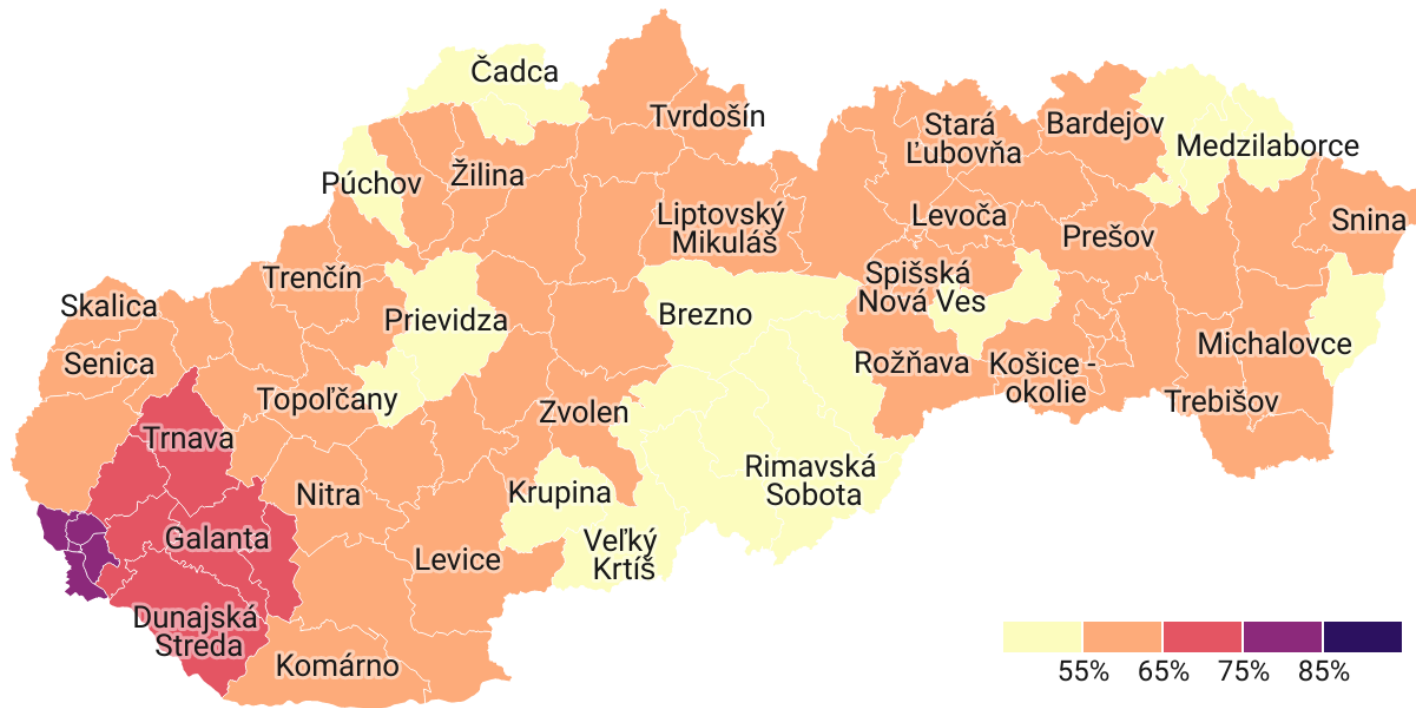 Čadca
Tvrdošín
Stará
Ľubovňa
Bardejov
Medzilaborce
Púchov
Žilina
Liptovský
Mikuláš
Levoča
Prešov
Snina
Trenčín
Spišská
Nová Ves
Skalica
Prievidza
Brezno
Senica
Michalovce
Rožňava
Košice -
okolie
Topoľčany
Zvolen
Trebišov
Trnava
Rimavská
Sobota
Nitra
Krupina
Galanta
Veľký
Krtíš
Levice
Dunajská
Streda
Komárno
55% 65% 75% 85%